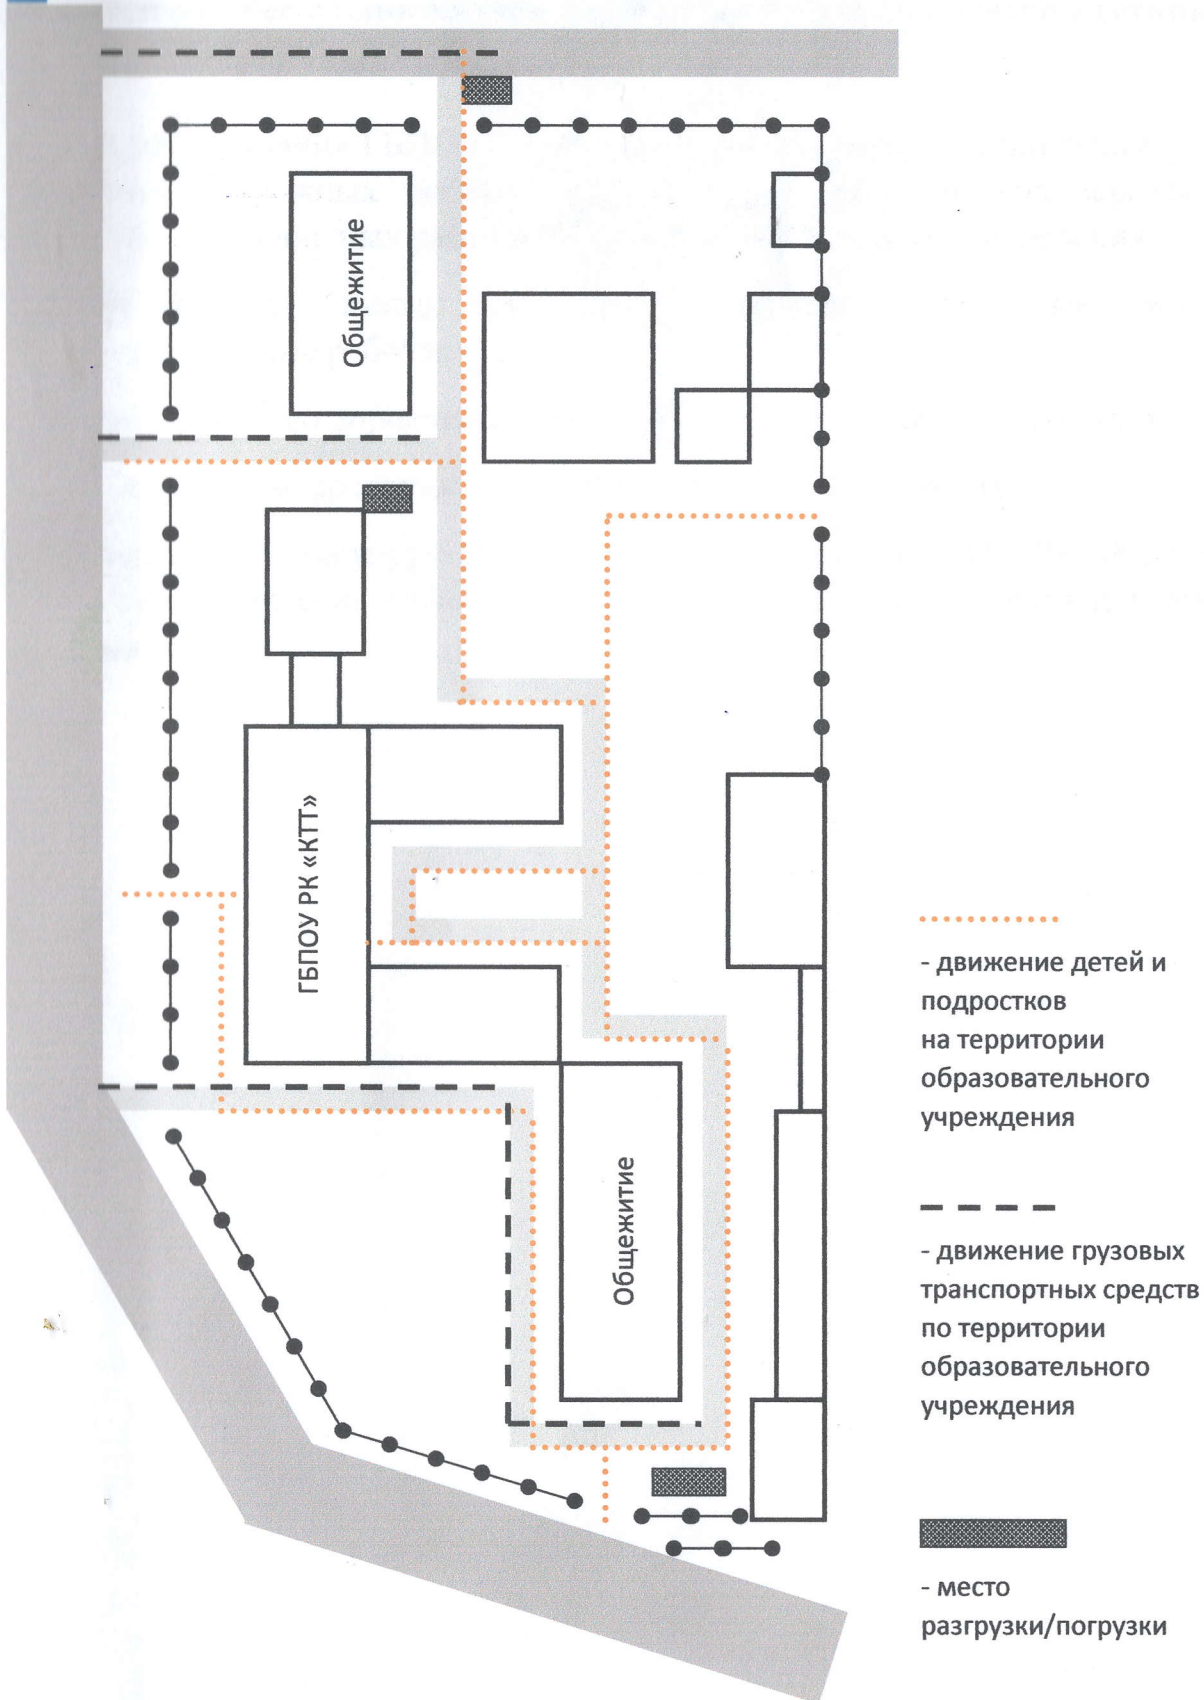 Общежитие
ГБПОУ РК «КТТ»
Общежитие
- движение детей и
подростков
на территории
образовательного
учреждения
- движение грузовых
транспортных средств
по территории
образовательного
учреждения
- место
разгрузки/погрузки